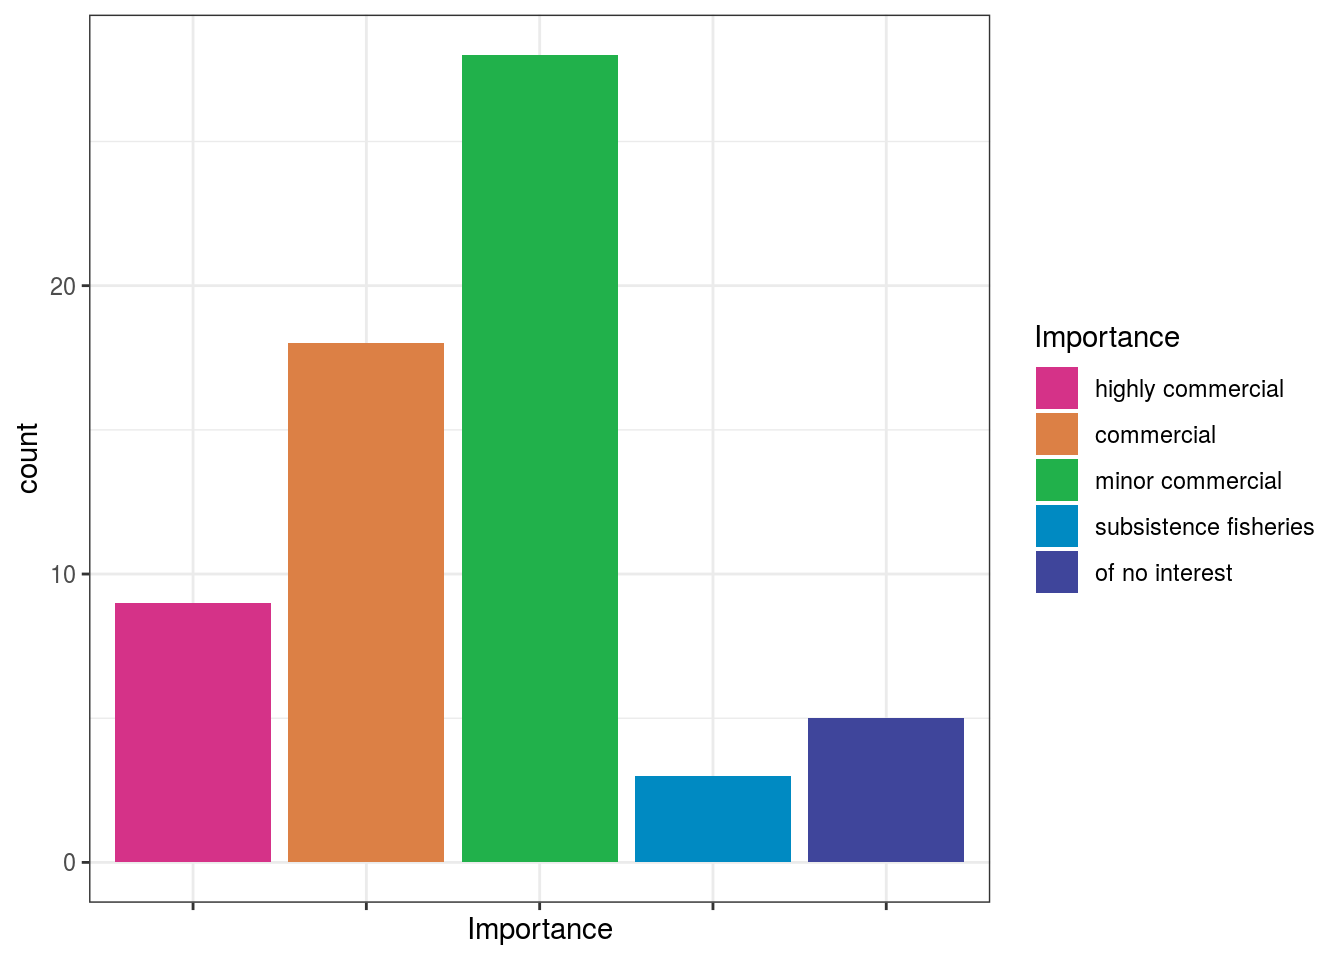 20
10
0
count
Importance
Importance
highly commercial
commercial
minor commercial
subsistence fisheries
of no interest